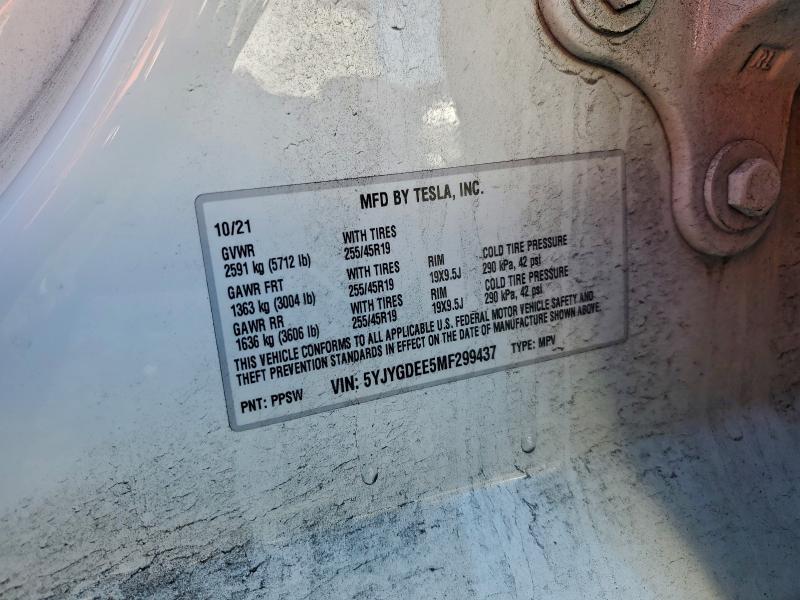 MFD BY TESLA, INC.
10/21
GVWR
2591 kg (5712 lb)
WITH TIRES
255/45R19
GAWR FRT
1363 kg (3004 lb)
WITH TIRES
255/45R19
RIM
19X9.5J
COLD TIRE PRESSURE
290 kPa, 42 psi
GAWR RR
1636 kg (3606 lb)
WITH TIRES
255/45R19
RIM
19X9.5J
COLD TIRE PRESSURE
290 kPa, 42 psi
THIS VEHICLE CONFORMS TO ALL APPLICABLE U.S. FEDERAL MOTOR VEHICLE SAFETY AND
THEFT PREVENTION STANDARDS IN EFFECT ON THE DATE OF MANUFACTURE SHOWN ABOVE.
PNT: PPSW VIN: 5YJYGDEE5MF299437 TYPE: MPV